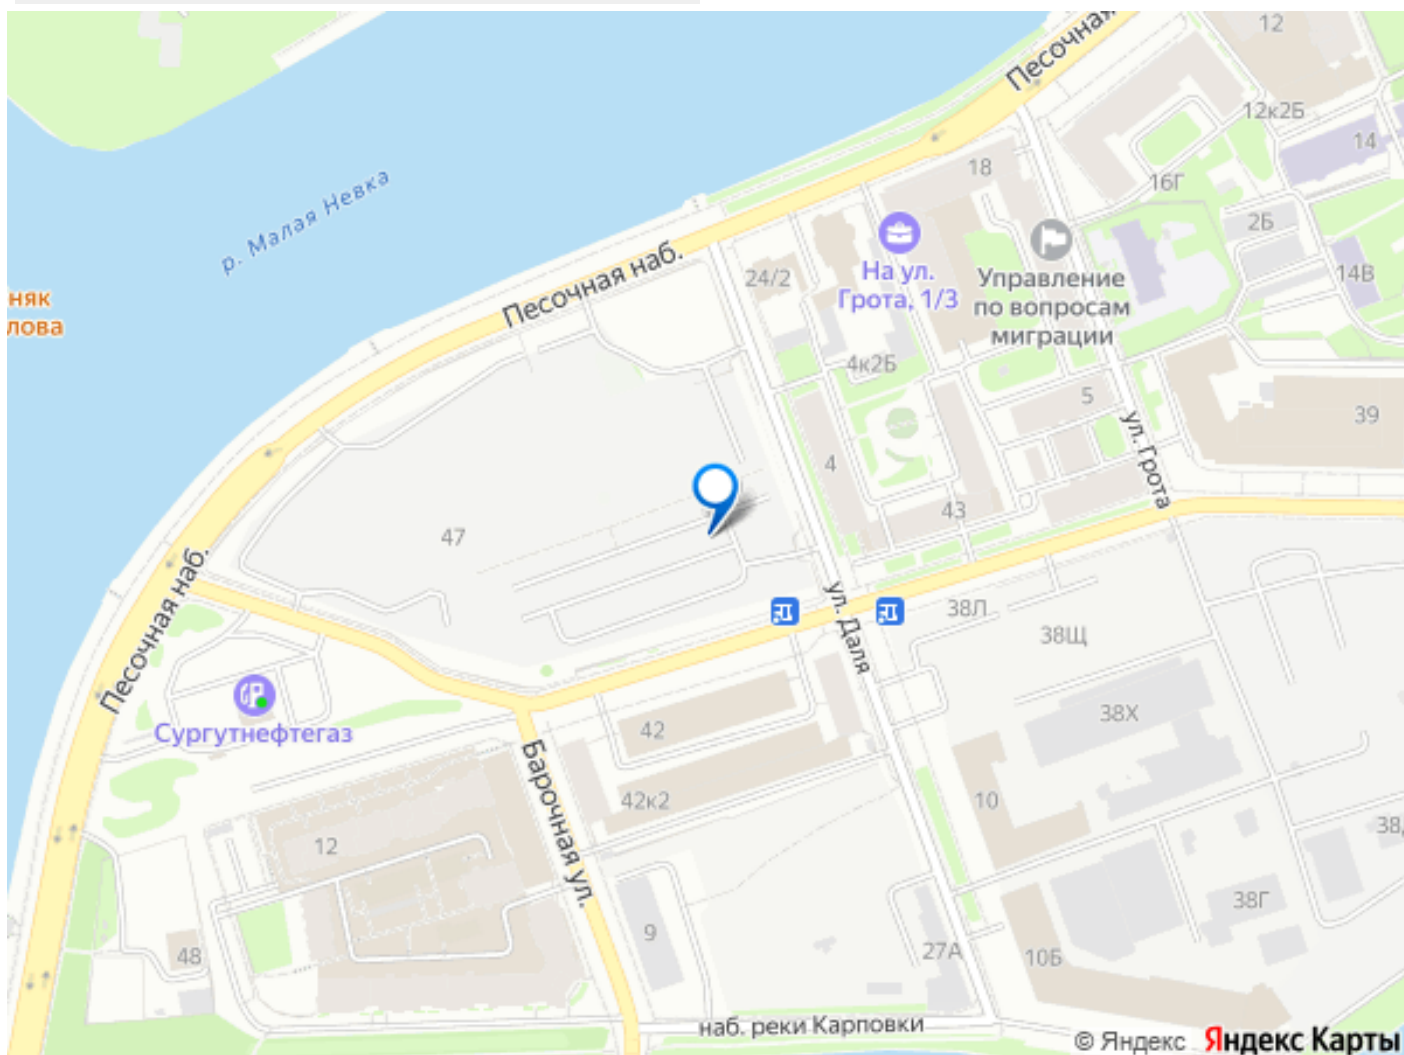 Песочная
12
12к2Б
14
18
16Г
2Б
14В
р. Малая Невка
Песочная наб.
24/2
На ул.
Грота, 1/3
Управление
по вопросам
миграции
няк
лова
4к2Б
5
39
ул. Грота
4
43
47
Песочная наб.
ул. Даля
38Л
38Щ
Сургутнефтегаз
42
38Х
Барочная ул.
42к2
10
12
38Г
9
27А
10Б
48
наб. реки Карповки
© Яндекс Яндекс Карты